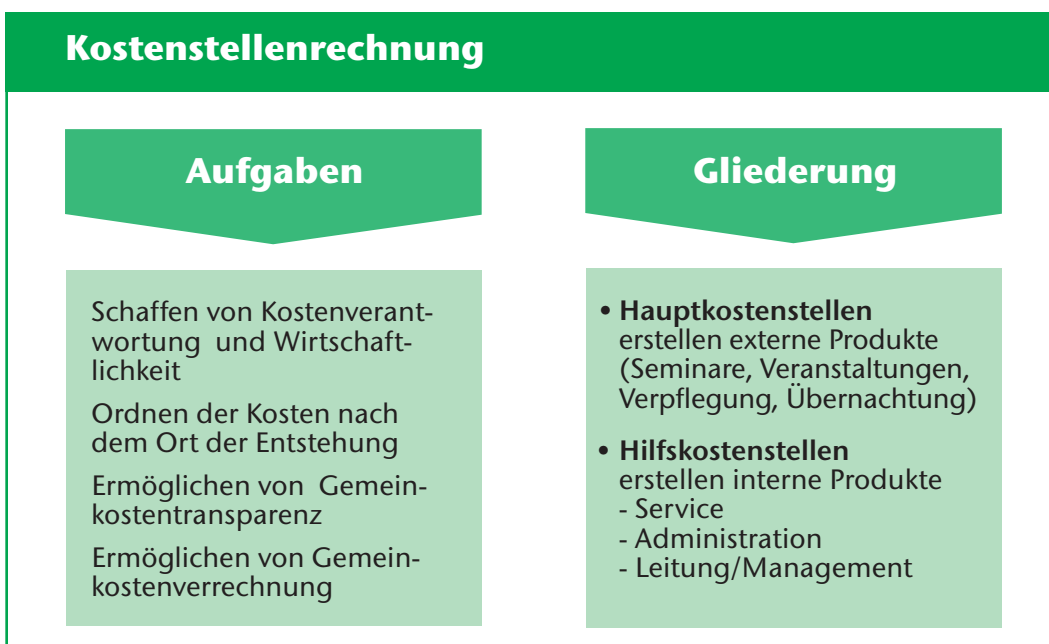 Kostenstellenrechnung
Aufgaben
Schaffen von Kostenverant-
wortung und Wirtschaft-
lichkeit
Ordnen der Kosten nach
dem Ort der Entstehung
Ermöglichen von Gemein-
kostentransparenz
Ermöglichen von Gemein-
kostenverrechnung
Gliederung
• Hauptkostenstellen
erstellen externe Produkte
(Seminare, Veranstaltungen,
Verpflegung, Übernachtung)
• Hilfskostenstellen
erstellen interne Produkte
- Service
- Administration
- Leitung/Management